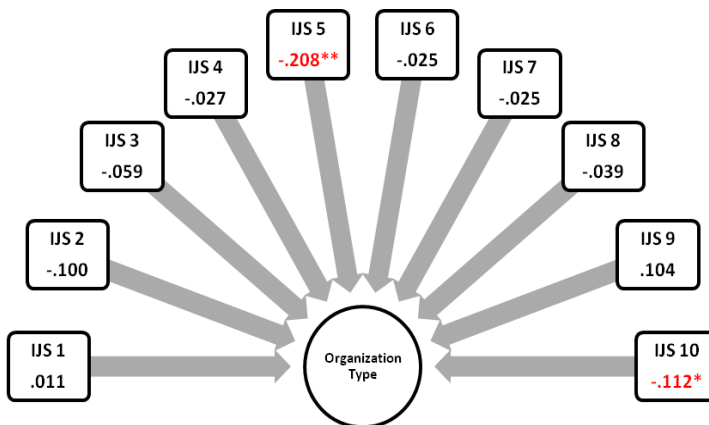 IJS 1
.011
IJS 2
-.100
IJS 3
-.059
IJS 4
-.027
IJS 5
-.208**
IJS 6
-.025
IJS 7
-.025
IJS 8
-.039
IJS 9
.104
IJS 10
-.112*
Organization
Type